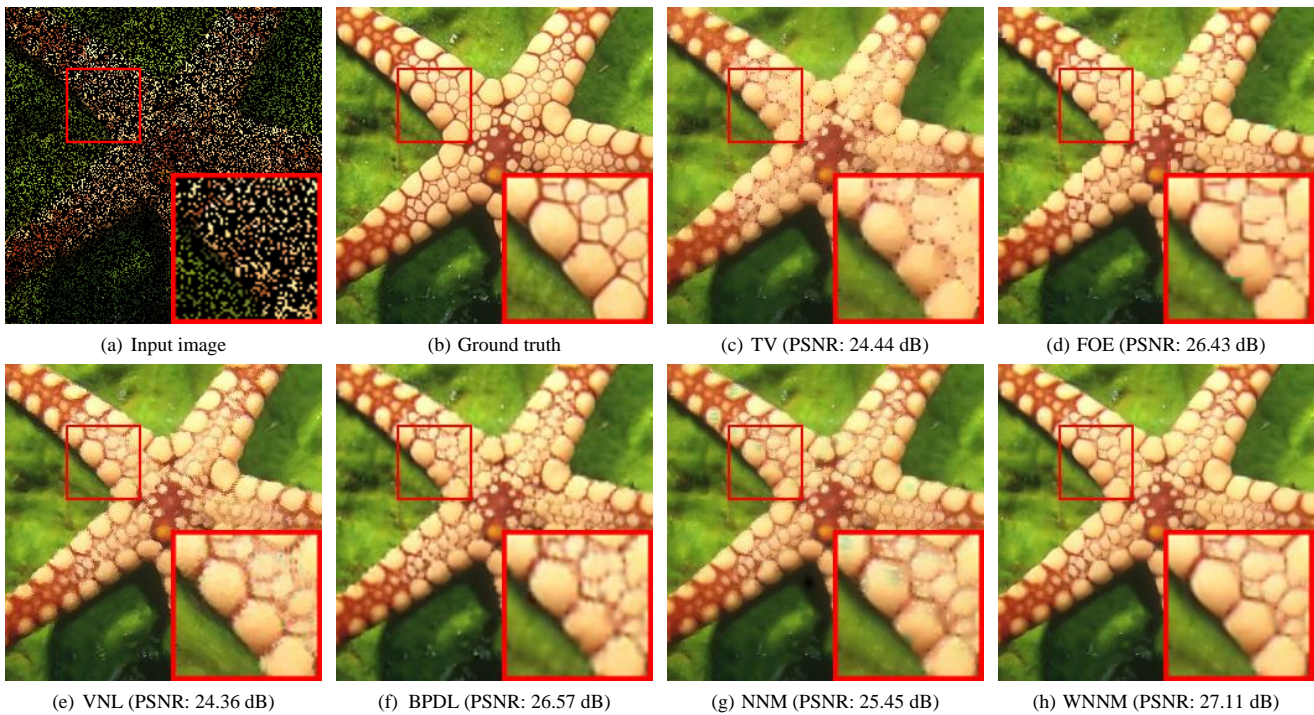 (a) Input image
(b) Ground truth
(c) TV (PSNR: 24.44 dB)
(d) FOE (PSNR: 26.43 dB)
(e) VNL (PSNR: 24.36 dB)
(f) BPDL (PSNR: 26.57 dB)
(g) NNM (PSNR: 25.45 dB)
(h) WNNM (PSNR: 27.11 dB)